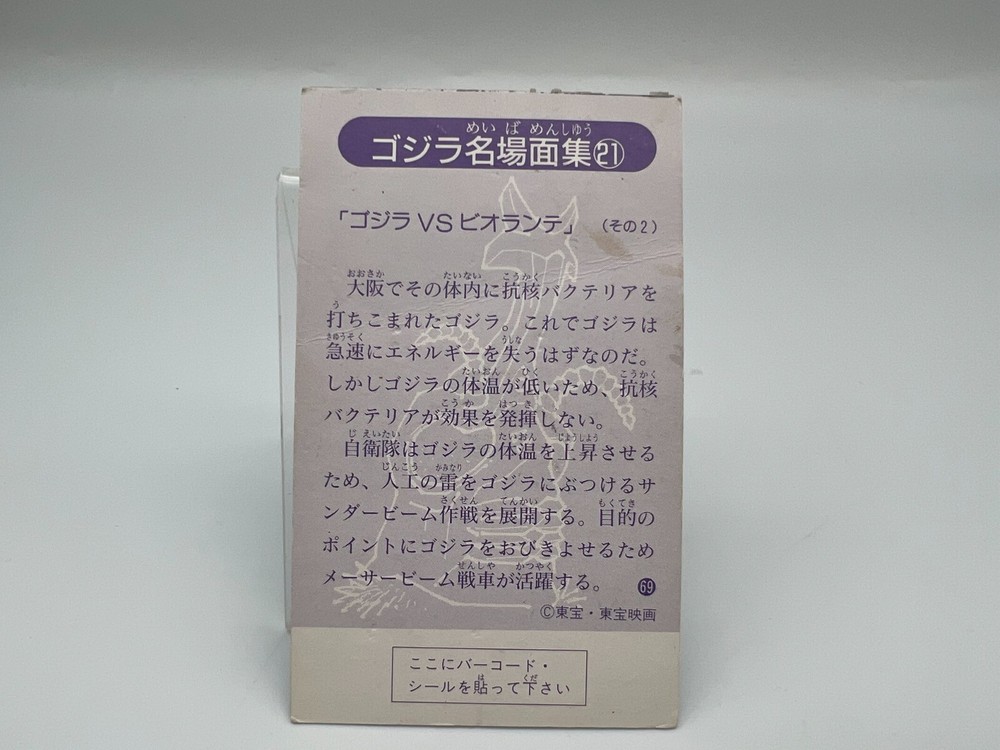 めいばめんしゅう
ゴジラ名場面集㉑
「ゴジラ VS ビオランテ」 (その2)
おおさか たいない こうかく
大阪でその体内に抗核バクテリアを
う
打ちこまれたゴジラ。これでゴジラは
きゅうそく うしな
急速にエネルギーを失うはずなのだ。
たいおん ひく こうかく
しかしゴジラの体温が低いため、抗核
こうか はっき
バクテリアが効果を発揮しない。
じえいたい たいおん じょうしょう
自衛隊はゴジラの体温を上昇させる
じんこう かみなり
ため、人工の雷をゴジラにぶつけるサ
さくせん てんかい もくてき
ンダービーム作戦を展開する。目的の
ポイントにゴジラをおびきよせるため
せんしゃ かつやく
メーサービーム戦車が活躍する。
69
©東宝・東宝映画
ここにバーコード・
は くだ
シールを貼って下さい